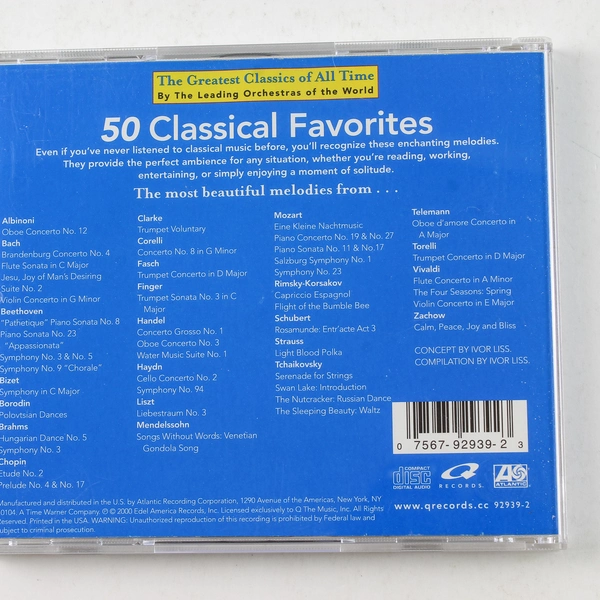 The Greatest Classics of All Time
By The Leading Orchestras of the World
50 Classical Favorites
Even if you've never listened to classical music before, you'll recognize these enchanting melodies.
They provide the perfect ambience for any situation, whether you're reading, working,
entertaining, or simply enjoying a moment of solitude.
The most beautiful melodies from . . .
Albinoni
Oboe Concerto No. 12
Bach
Brandenburg Concerto No. 4
Flute Sonata in C Major
Jesu, Joy of Man's Desiring
Suite No. 2
Violin Concerto in G Minor
Beethoven
"Pathetique" Piano Sonata No. 8
Piano Sonata No. 23
"Appassionata"
Symphony No. 3 & No. 5
Symphony No. 9 "Chorale"
Bizet
Symphony in C Major
Borodin
Polovtsian Dances
Brahms
Hungarian Dance No. 5
Symphony No. 3
Chopin
Etude No. 2
Prelude No. 4 & No. 17
Clarke
Trumpet Voluntary
Corelli
Concerto No. 8 in G Minor
Fasch
Trumpet Concerto in D Major
Finger
Trumpet Sonata No. 3 in C
Major
Handel
Concerto Grosso No. 1
Oboe Concerto No. 3
Water Music Suite No. 1
Haydn
Cello Concerto No. 2
Symphony No. 94
Liszt
Liebestraum No. 3
Mendelssohn
Songs Without Words: Venetian
Gondola Song
Mozart
Eine Kleine Nachtmusic
Piano Concerto No. 19 & No. 27
Piano Sonata No. 11 & No.17
Salzburg Symphony No. 1
Symphony No. 23
Rimsky-Korsakov
Capriccio Espagnol
Flight of the Bumble Bee
Schubert
Rosamunde: Entr'acte Act 3
Strauss
Light Blood Polka
Tchaikovsky
Serenade for Strings
Swan Lake: Introduction
The Nutcracker: Russian Dance
The Sleeping Beauty: Waltz
Telemann
Oboe d'amore Concerto in
A Major
Torelli
Trumpet Concerto in D Major
Vivaldi
Flute Concerto in A Minor
The Four Seasons: Spring
Violin Concerto in E Major
Zachow
Calm, Peace, Joy and Bliss
CONCEPT BY IVOR LISS.
COMPILATION BY IVOR LISS.
0 7567-92939-2 3
COMPACT
disc
DIGITAL AUDIO
Q
RECORDS.
ATLANTIC
www.qrecords.cc 92939-2
Manufactured and distributed in the U.S. by Atlantic Recording Corporation, 1290 Avenue of the Americas, New York, NY
10104. A Time Warner Company. ℗ © 2000 Edel America Records, Inc. Licensed exclusively to Q The Music, Inc. All Rights
Reserved. Printed in the USA. WARNING: Unauthorized reproduction of this recording is prohibited by Federal law and
subject to criminal prosecution.